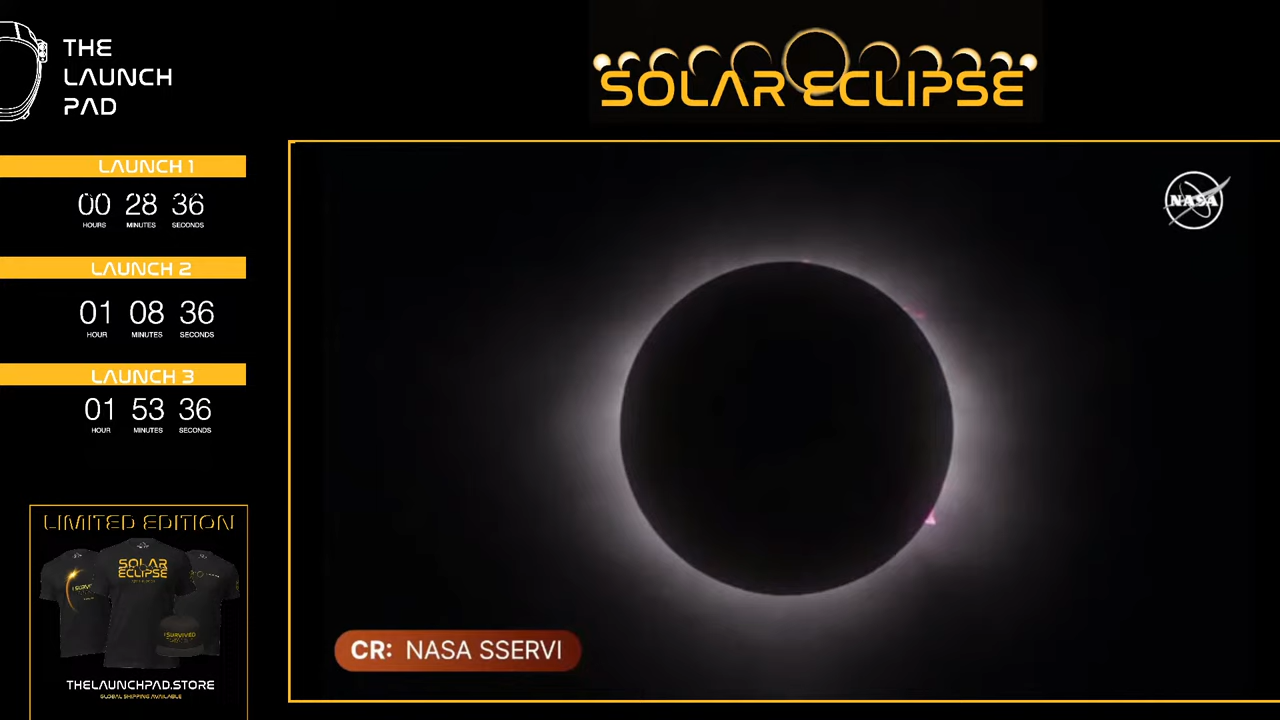 THE
LAUNCH
PAD
SOLAR ECLIPSE
LAUNCH 1
00 28 36
HOURS MINUTES SECONDS
LAUNCH 2
01 08 36
HOUR MINUTES SECONDS
LAUNCH 3
01 53 36
HOUR MINUTES SECONDS
NASA
LIMITED EDITION
SOLAR
ECLIPSE
I SURVIVED
THELAUNCHPAD.STORE
GLOBAL SHIPPING AVAILABLE
CR: NASA SSERVI